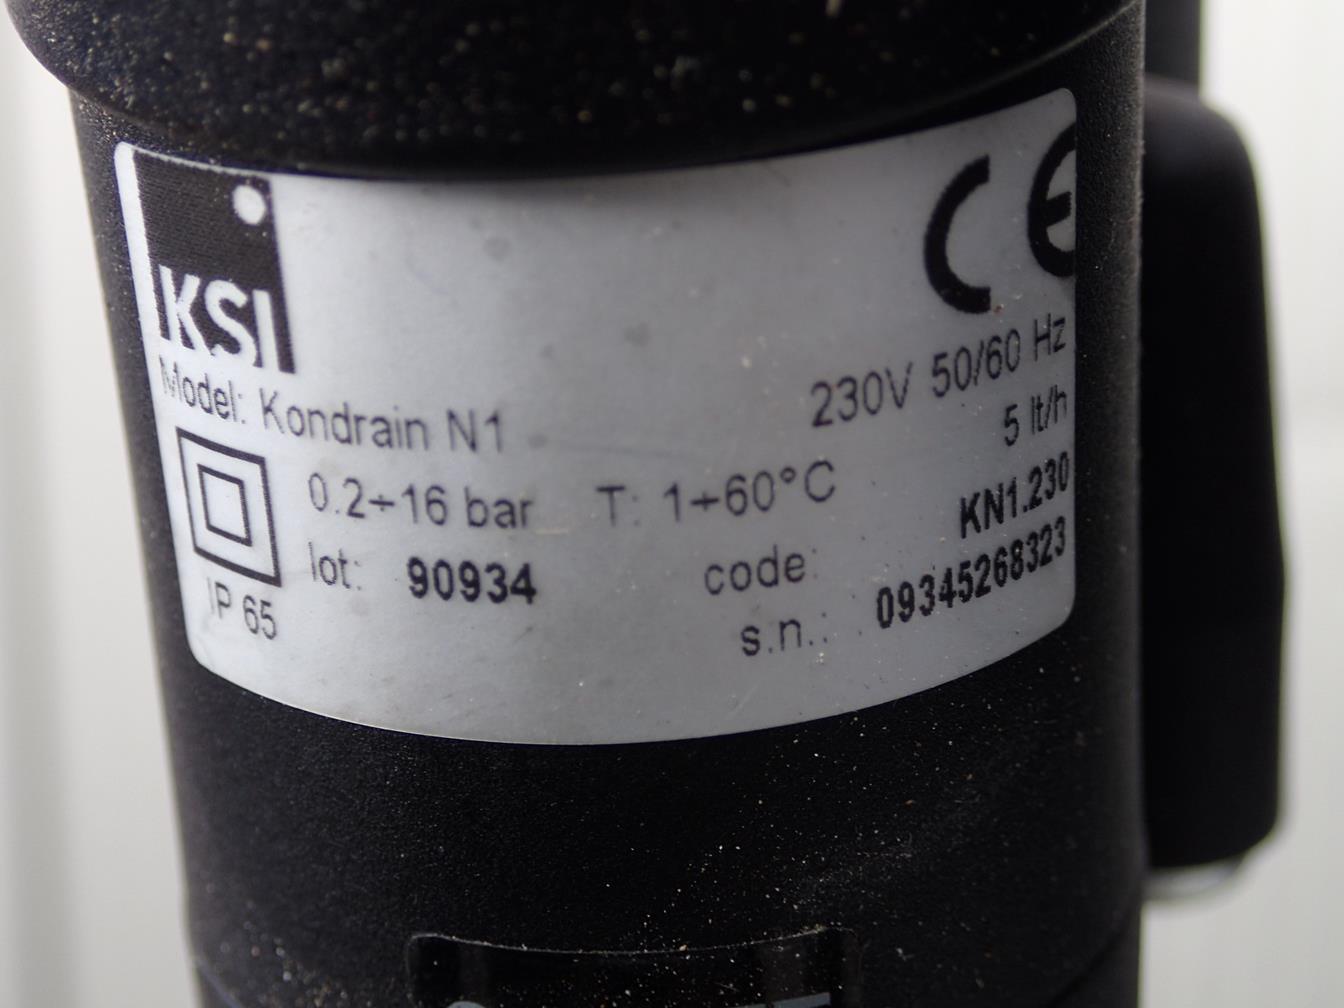 KSI
CE
Model: Kondrain N1
230V 50/60 Hz
5 lt/h
0.2÷16 bar T: 1÷60°C
lot: 90934
code: KN1.230
s.n.: 09345268323
IP 65